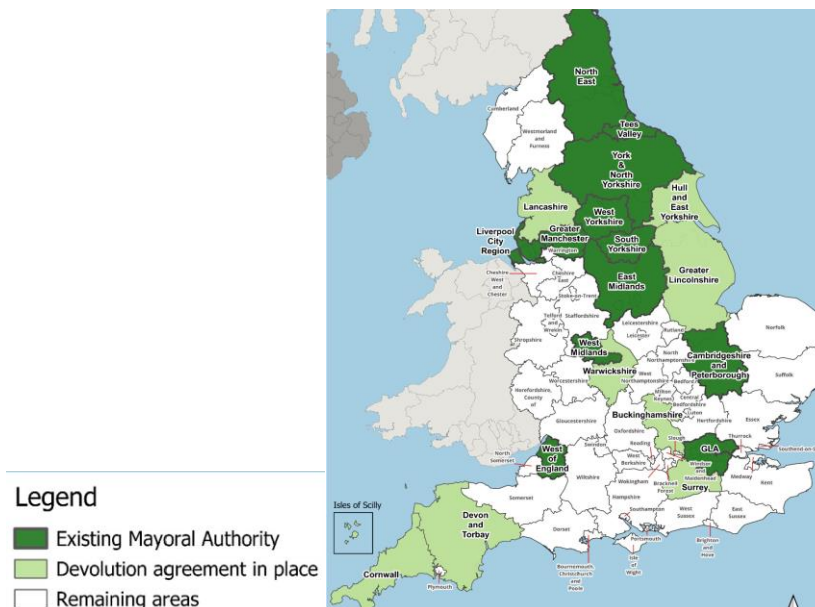 North
East
Cumberland
Westmorland
and
Furness
Tees
Valley
York
&
North
Yorkshire
Lancashire
Hull
and
East
Yorkshire
West
Yorkshire
Liverpool
City
Region
Greater
Manchester
Warrington
South
Yorkshire
Cheshire
West
and
Chester
Cheshire
East
East
Midlands
Greater
Lincolnshire
Stoke-on-Trent
Telford
and
Wrekin
Staffordshire
Shropshire
Leicestershire
Leicester
Rutland
Norfolk
West
Midlands
North
Northamptonshire
Cambridgeshire
and
Peterborough
Warwickshire
Suffolk
Herefordshire,
County
of
Worcestershire
West
Northamptonshire
Bedford
Milton
Keynes
Central
Bedfordshire
Luton
Buckinghamshire
Hertfordshire
Essex
Gloucestershire
Oxfordshire
North
Somerset
West
of
England
Swindon
Reading
Slough
GLA
Thurrock
Southend-on-S
West
Berkshire
Windsor
and
Maidenhead
Wiltshire
Wokingham
Bracknell
Forest
Surrey
Medway
Kent
Isles of Scilly
Somerset
Hampshire
Devon
and
Torbay
Southampton
West
Sussex
East
Sussex
Dorset
Portsmouth
Cornwall
Plymouth
Bournemouth
Christchurch
and
Poole
Isle
of
Wight
Brighton
and
Hove
Legend
Existing Mayoral Authority
Devolution agreement in place
Remaining areas